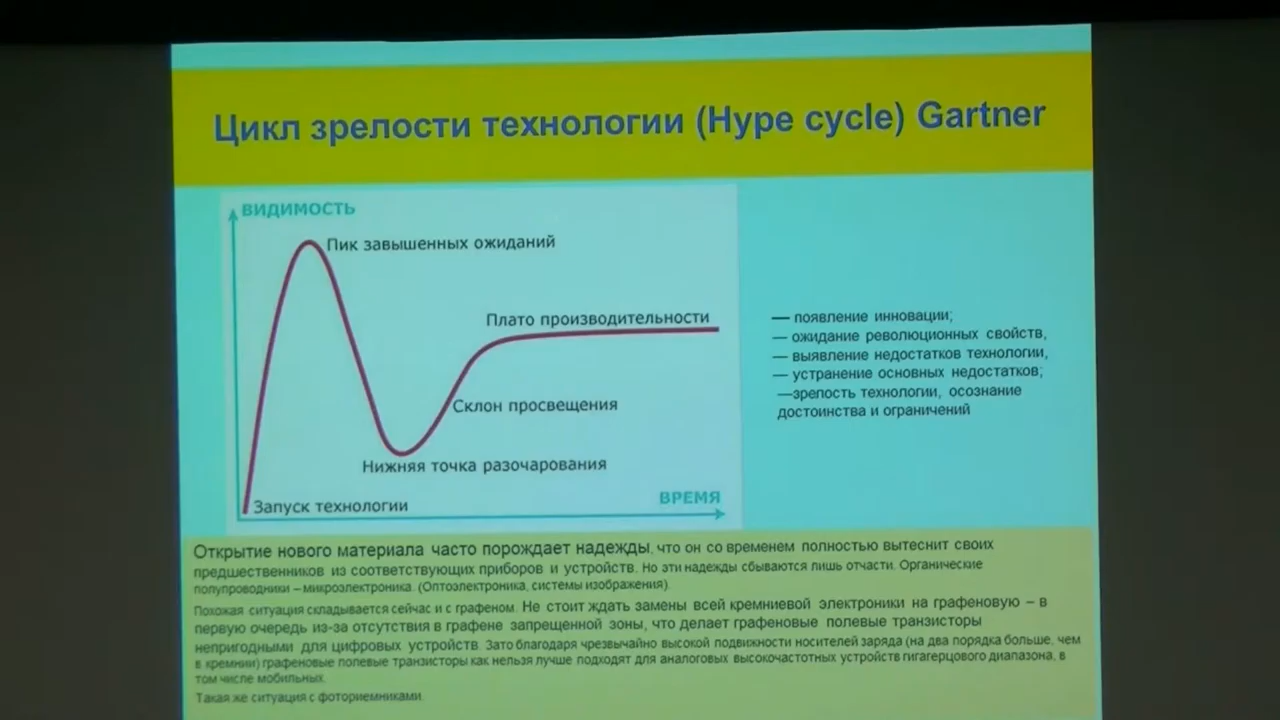 Цикл зрелости технологии (Hype cycle) Gartner
ВИДИМОСТЬ
Пик завышенных ожиданий
Плато производительности
Склон просвещения
Нижняя точка разочарования
Запуск технологии
ВРЕМЯ
— появление инновации;
— ожидание революционных свойств,
— выявление недостатков технологии,
— устранение основных недостатков;
—зрелость технологии, осознание
достоинства и ограничений
Открытие нового материала часто порождает надежды, что он со временем полностью вытеснит своих
предшественников из соответствующих приборов и устройств. Но эти надежды сбываются лишь отчасти. Органические
полупроводники – микроэлектроника. (Оптоэлектроника, системы изображения).
Похожая ситуация складывается сейчас и с графеном. Не стоит ждать замены всей кремниевой электроники на графеновую – в
первую очередь из-за отсутствия в графене запрещенной зоны, что делает графеновые полевые транзисторы
непригодными для цифровых устройств. Зато благодаря чрезвычайно высокой подвижности носителей заряда (на два порядка больше, чем
в кремнии) графеновые полевые транзисторы как нельзя лучше подходят для аналоговых высокочастотных устройств гигагерцового диапазона, в
том числе мобильных.
Такая же ситуация с фоториемниками.